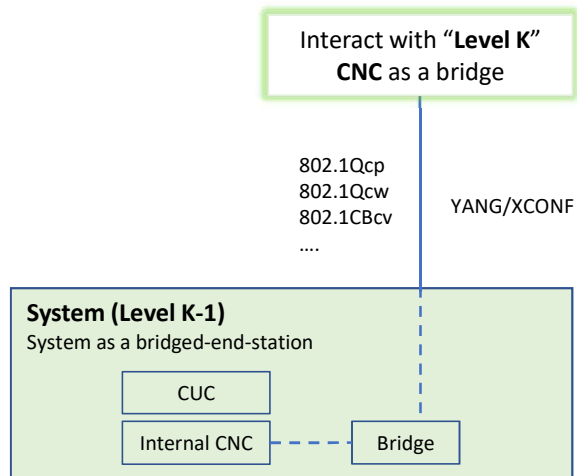 Interact with “Level K”
CNC as a bridge
802.1Qcp
802.1Qcw
802.1CBcv
....
YANG/XCONF
System (Level K-1)
System as a bridged-end-station
CUC
Internal CNC
Bridge